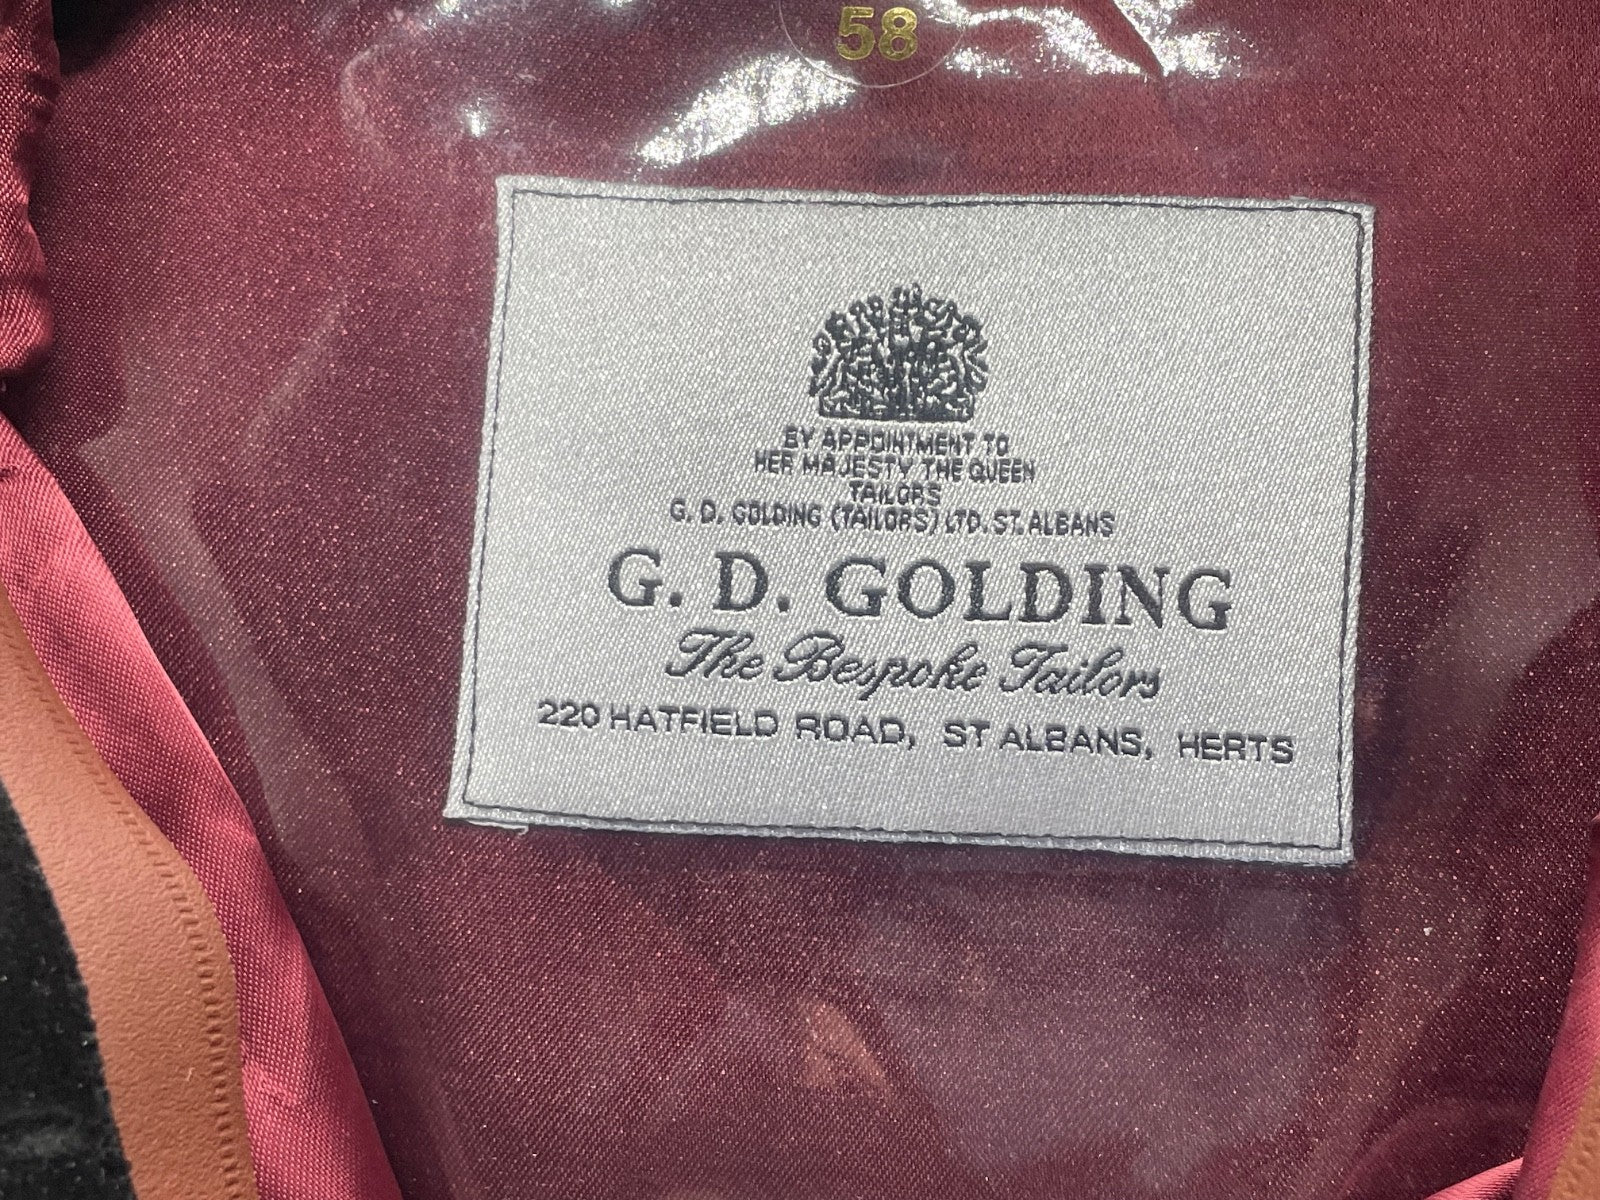 58
BY APPOINTMENT TO
HER MAJESTY THE QUEEN
TAILORS
G. D. GOLDING (TAILORS) LTD. ST. ALBANS
G. D. GOLDING
The Bespoke Tailors
220 HATFIELD ROAD, ST ALBANS, HERTS